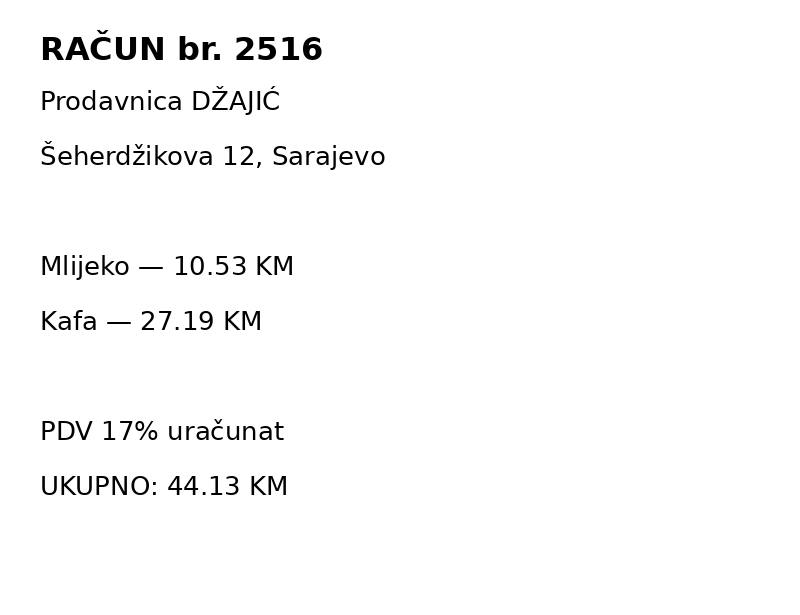 RAČUN br. 2516
Prodavnica DŽAJIĆ
Šeherdžikova 12, Sarajevo
Mlijeko — 10.53 KM
Kafa — 27.19 KM
PDV 17% uračunat
UKUPNO: 44.13 KM